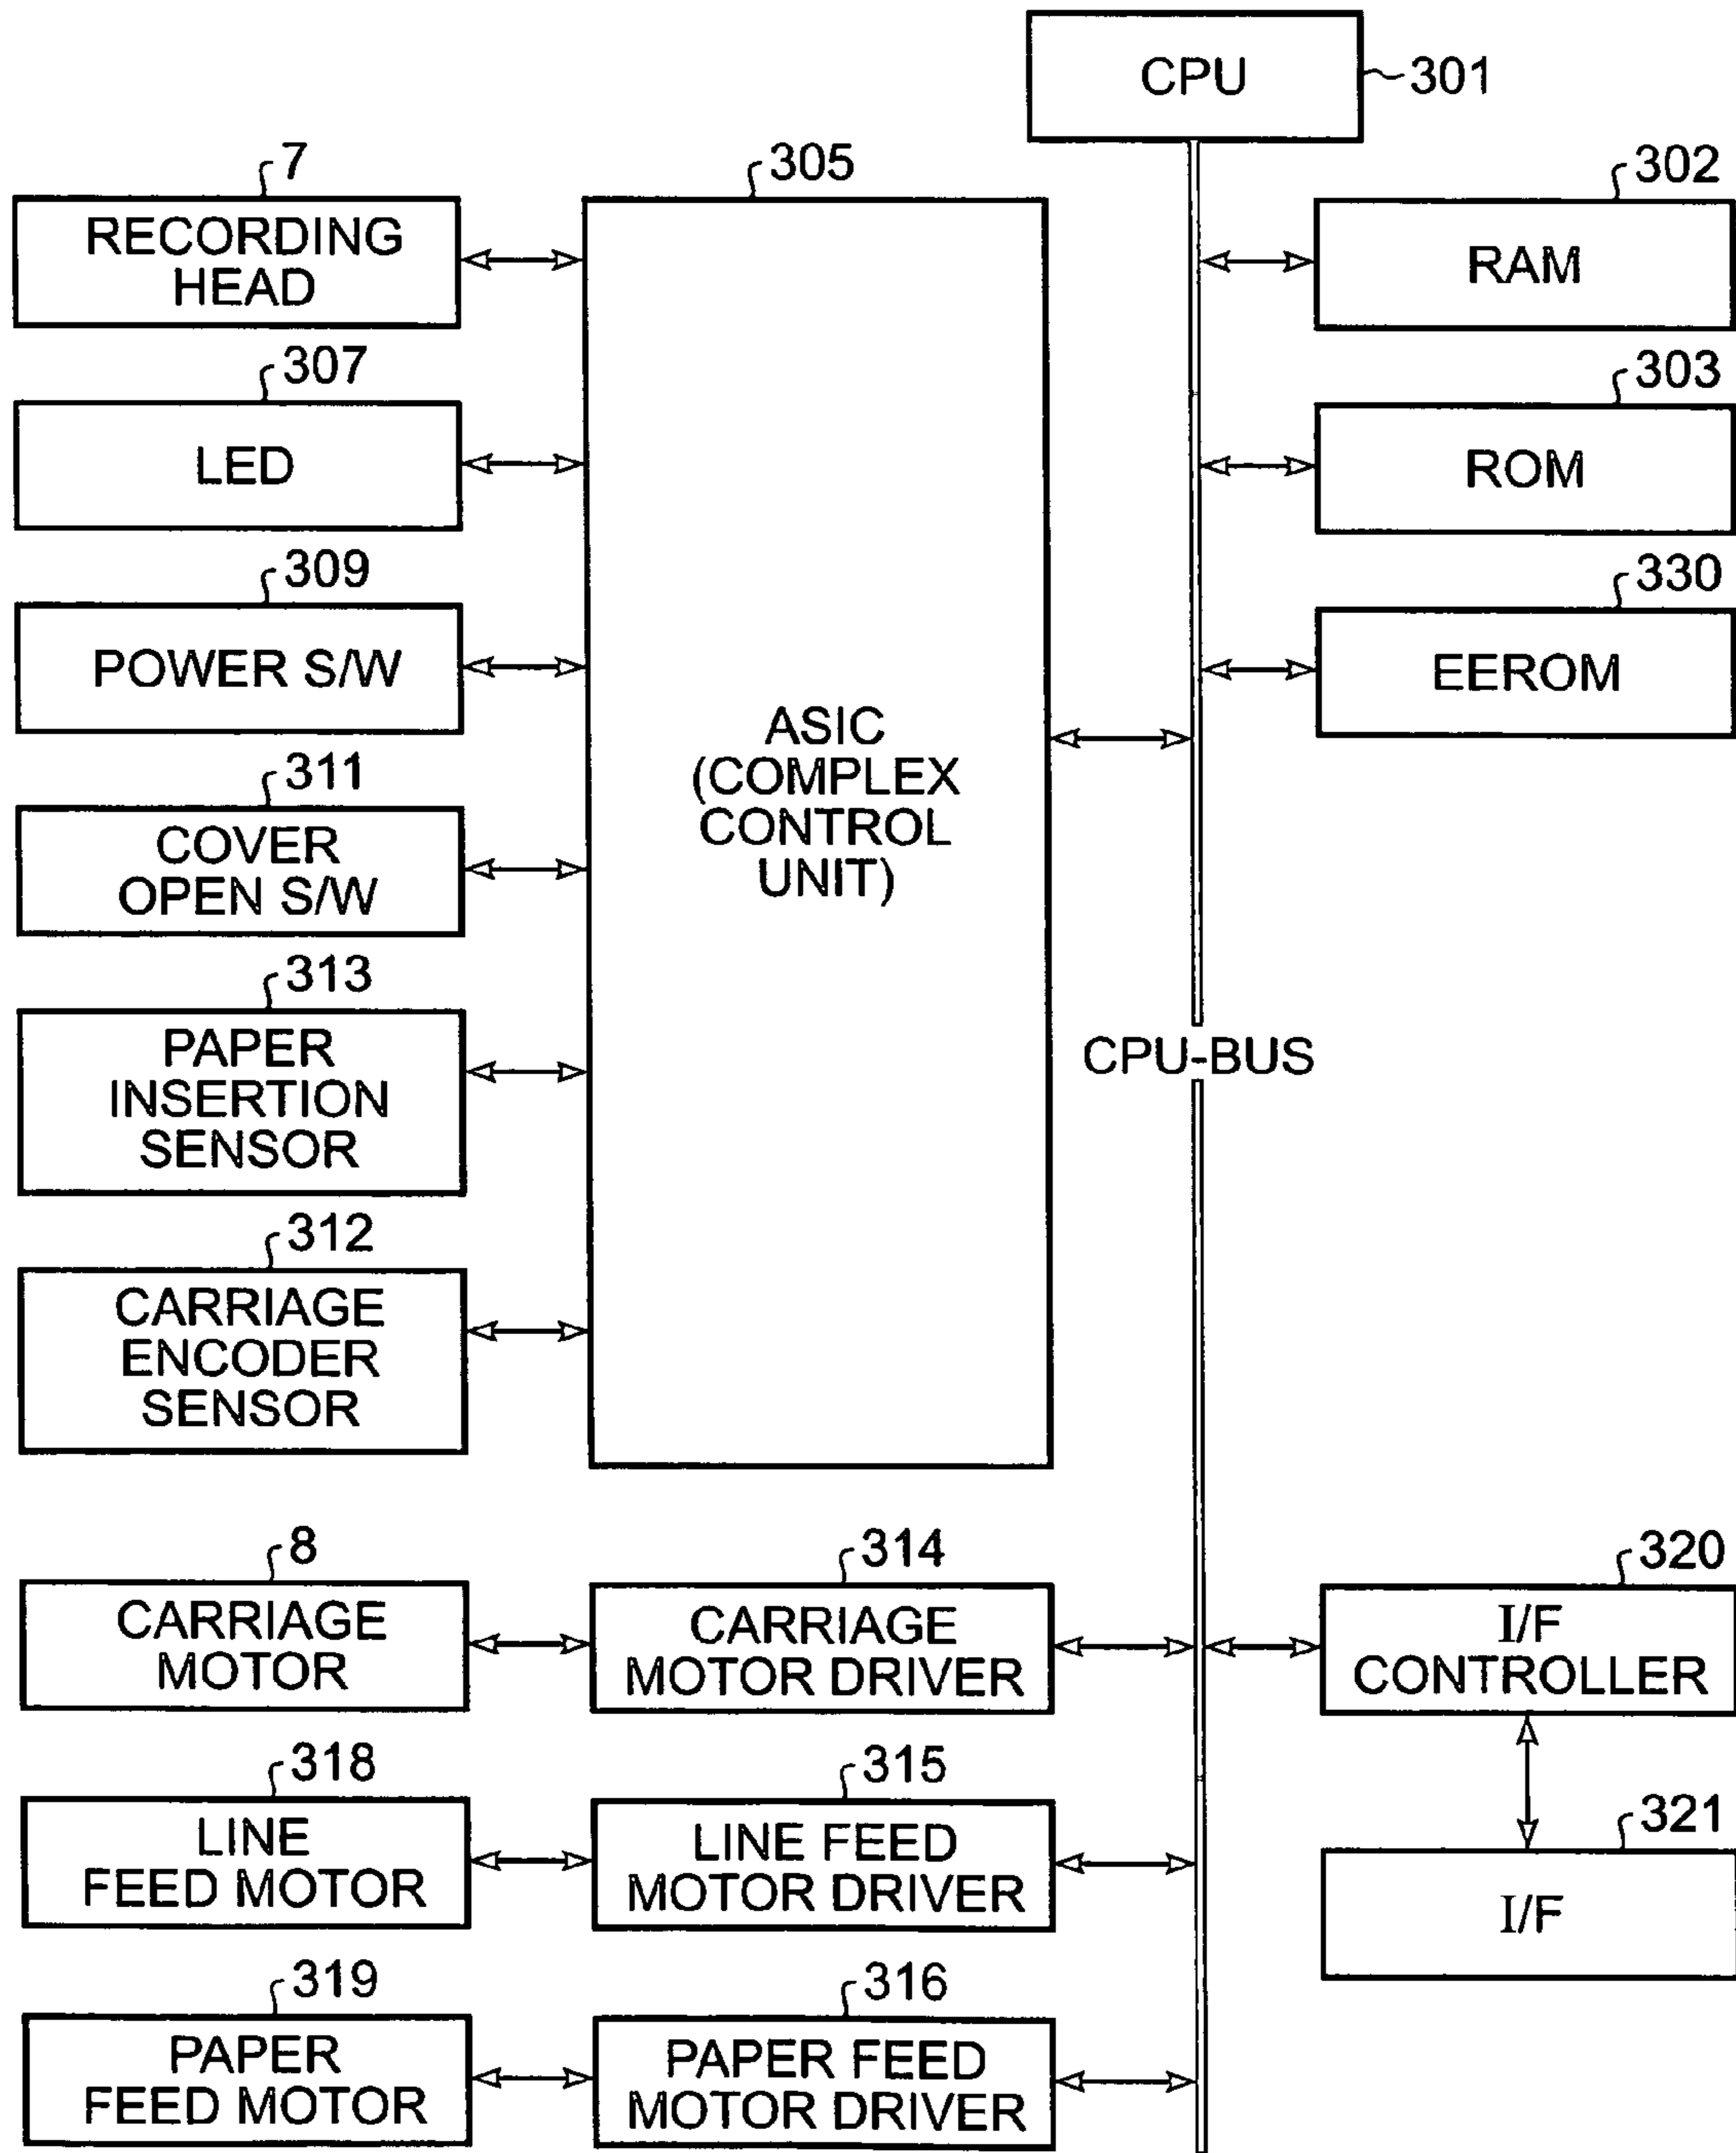 CPU
301
7
RECORDING
HEAD
305
302
RAM
307
LED
303
ROM
309
POWER S/W
330
EEROM
ASIC
(COMPLEX
CONTROL
UNIT)
311
COVER
OPEN S/W
313
PAPER
INSERTION
SENSOR
CPU-BUS
312
CARRIAGE
ENCODER
SENSOR
8
CARRIAGE
MOTOR
314
CARRIAGE
MOTOR DRIVER
320
I/F
CONTROLLER
318
LINE
FEED MOTOR
315
LINE FEED
MOTOR DRIVER
321
I/F
319
PAPER
FEED MOTOR
316
PAPER FEED
MOTOR DRIVER